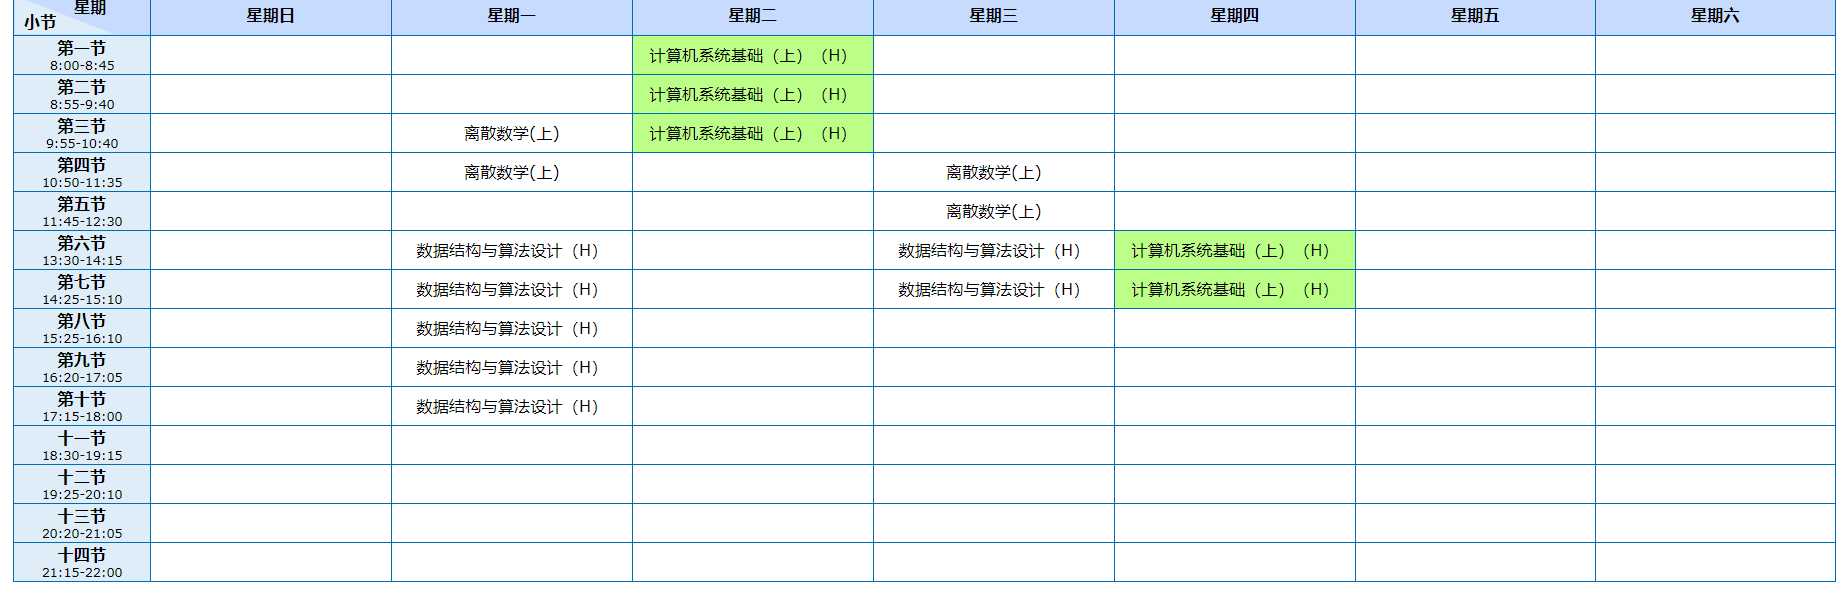 星期
小节
星期日 星期一 星期二 星期三 星期四 星期五 星期六
第一节
8:00-8:45
计算机系统基础（上）（H）
第二节
8:55-9:40
计算机系统基础（上）（H）
第三节
9:55-10:40
离散数学(上) 计算机系统基础（上）（H）
第四节
10:50-11:35
离散数学(上) 离散数学(上)
第五节
11:45-12:30
离散数学(上)
第六节
13:30-14:15
数据结构与算法设计（H） 数据结构与算法设计（H） 计算机系统基础（上）（H）
第七节
14:25-15:10
数据结构与算法设计（H） 数据结构与算法设计（H） 计算机系统基础（上）（H）
第八节
15:25-16:10
数据结构与算法设计（H）
第九节
16:20-17:05
数据结构与算法设计（H）
第十节
17:15-18:00
数据结构与算法设计（H）
十一节
18:30-19:15
十二节
19:25-20:10
十三节
20:20-21:05
十四节
21:15-22:00